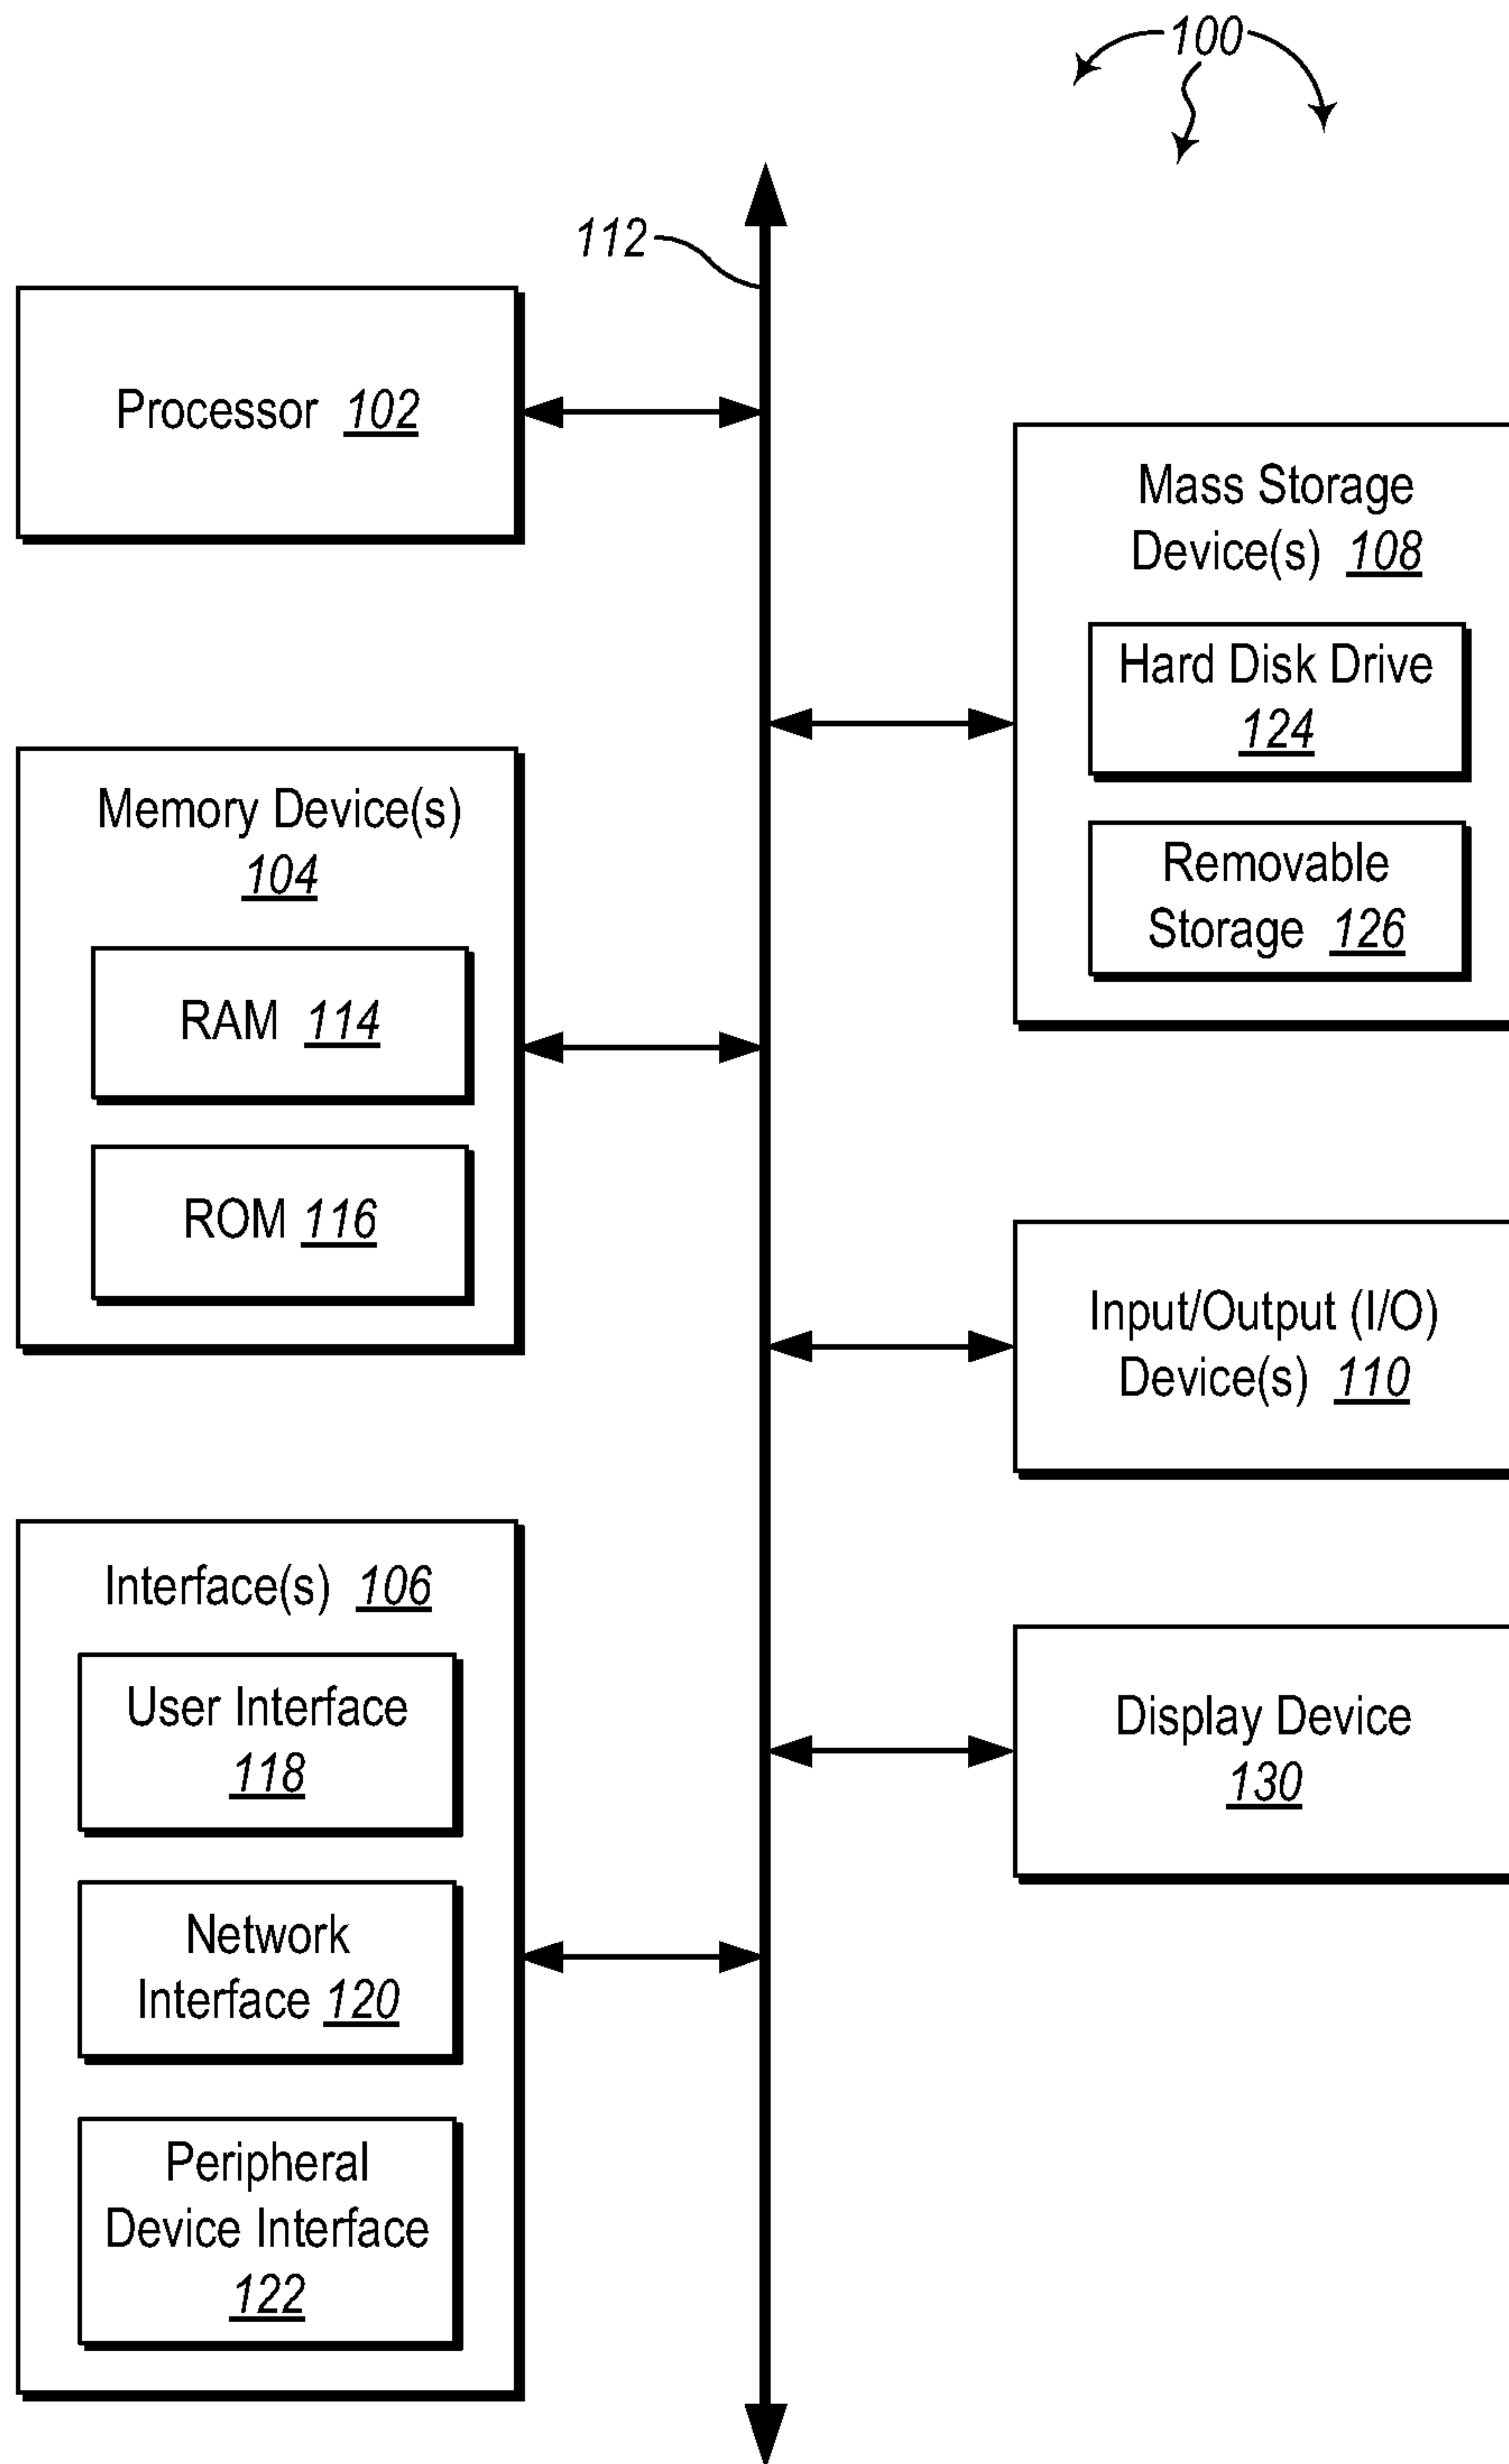 100
112
Processor 102
Mass Storage
Device(s) 108
Hard Disk Drive
124
Removable
Storage 126
Memory Device(s)
104
RAM 114
ROM 116
Input/Output (I/O)
Device(s) 110
Interface(s) 106
User Interface
118
Network
Interface 120
Peripheral
Device Interface
122
Display Device
130